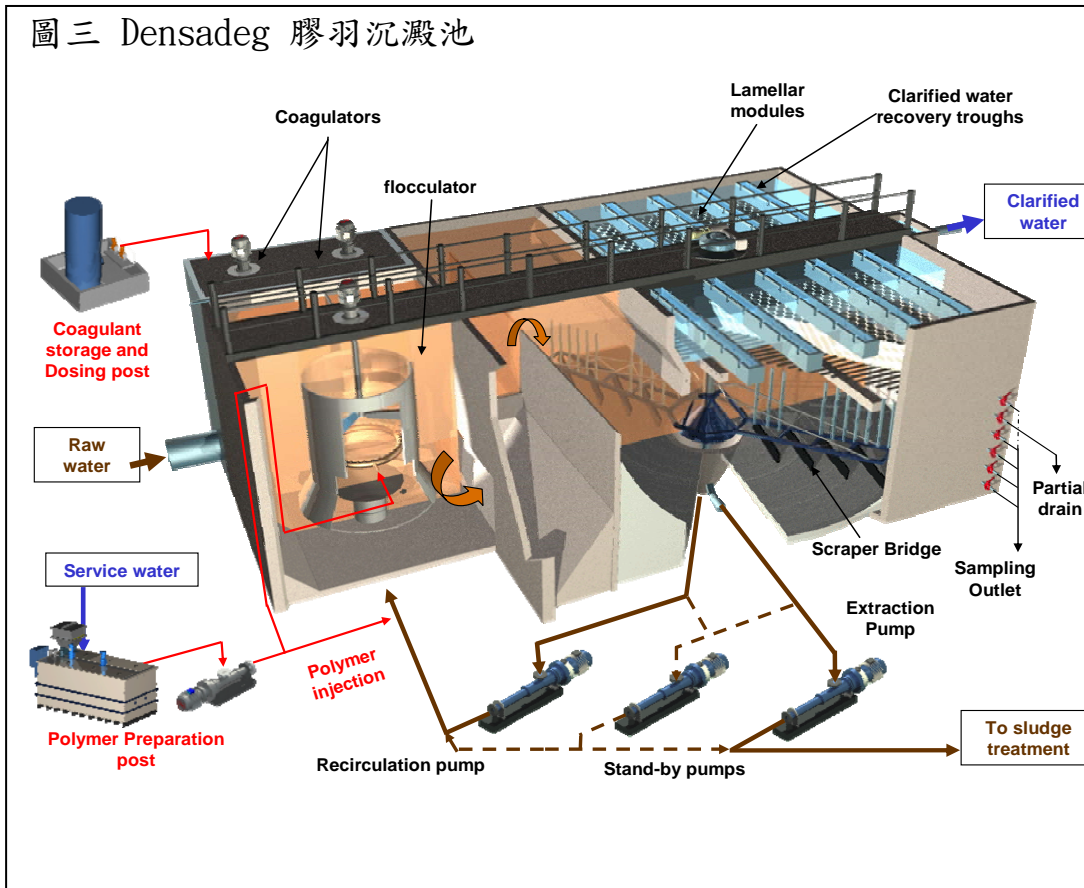 圖三 Densadeg 膠羽沉澱池
Lamellar
modules
Clarified water
recovery troughs
Coagulators
flocculator
Clarified
water
Coagulant
storage and
Dosing post
Raw
water
Partial
drain
Scraper Bridge
Sampling
Outlet
Service water
Extraction
Pump
Polymer
injection
Polymer Preparation
post
Recirculation pump
Stand-by pumps
To sludge
treatment